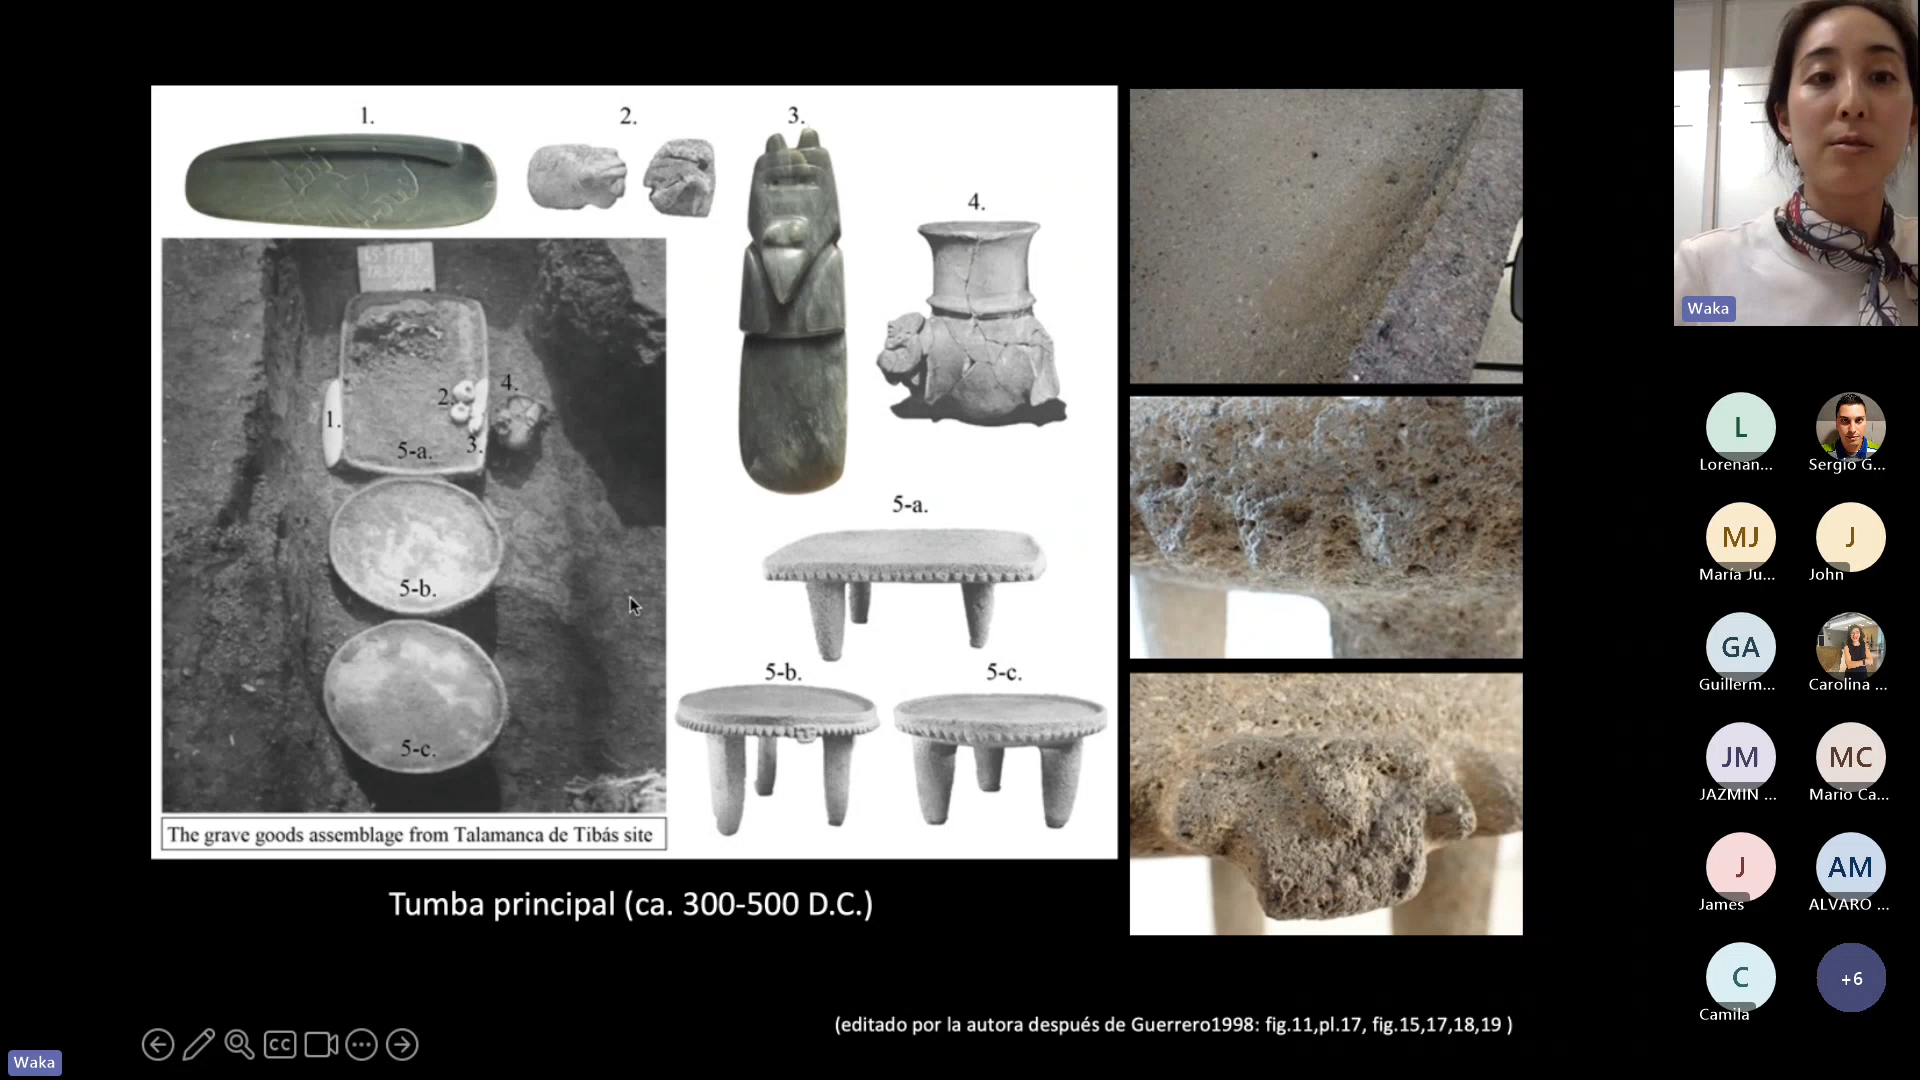 1.
2.
3.
4.
1.
2.
3.
4.
5-a.
5-b.
5-c.
5-a.
5-b.
5-c.
The grave goods assemblage from Talamanca de Tibás site
Tumba principal (ca. 300-500 D.C.)
(editado por la autora después de Guerrero1998: fig.11,pl.17, fig.15,17,18,19 )
CC
Waka
Waka
L
Lorenan...
Sergio G...
MJ
María Ju...
J
John
GA
Guillerm...
Carolina ...
JM
JAZMIN ...
MC
Mario Ca...
J
James
AM
ALVARO ...
C
Camila
+6